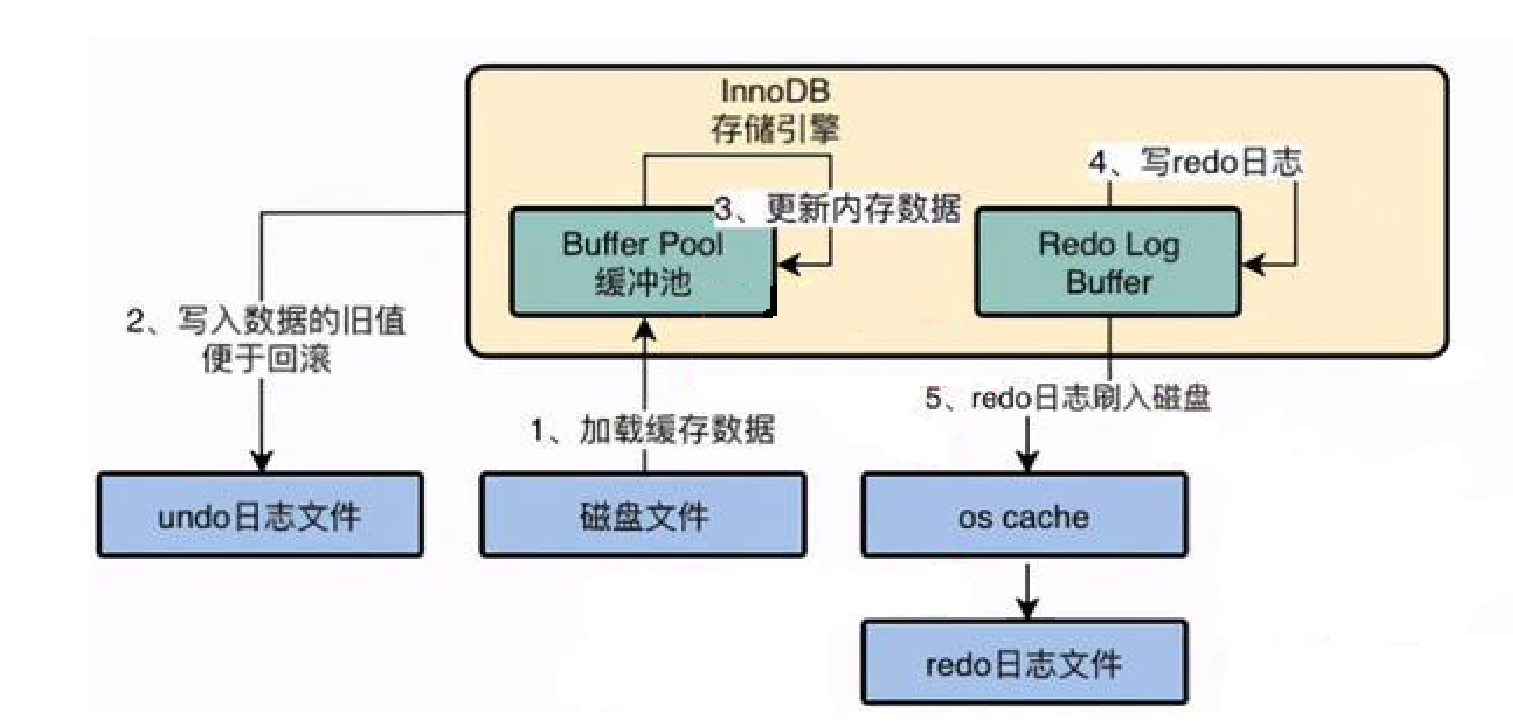 InnoDB
存储引擎
4、写redo日志
3、更新内存数据
Buffer Pool
缓冲池
Redo Log
Buffer
2、写入数据的旧值
便于回滚
5、redo日志刷入磁盘
1、加载缓存数据
undo日志文件
磁盘文件
os cache
redo日志文件